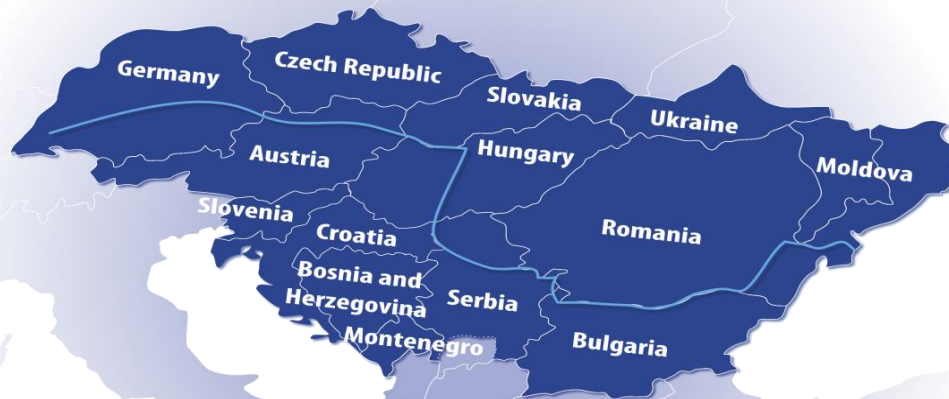 Germany
Czech Republic
Slovakia
Ukraine
Austria
Hungary
Moldova
Slovenia
Croatia
Romania
Bosnia and
Herzegovina
Serbia
Montenegro
Bulgaria